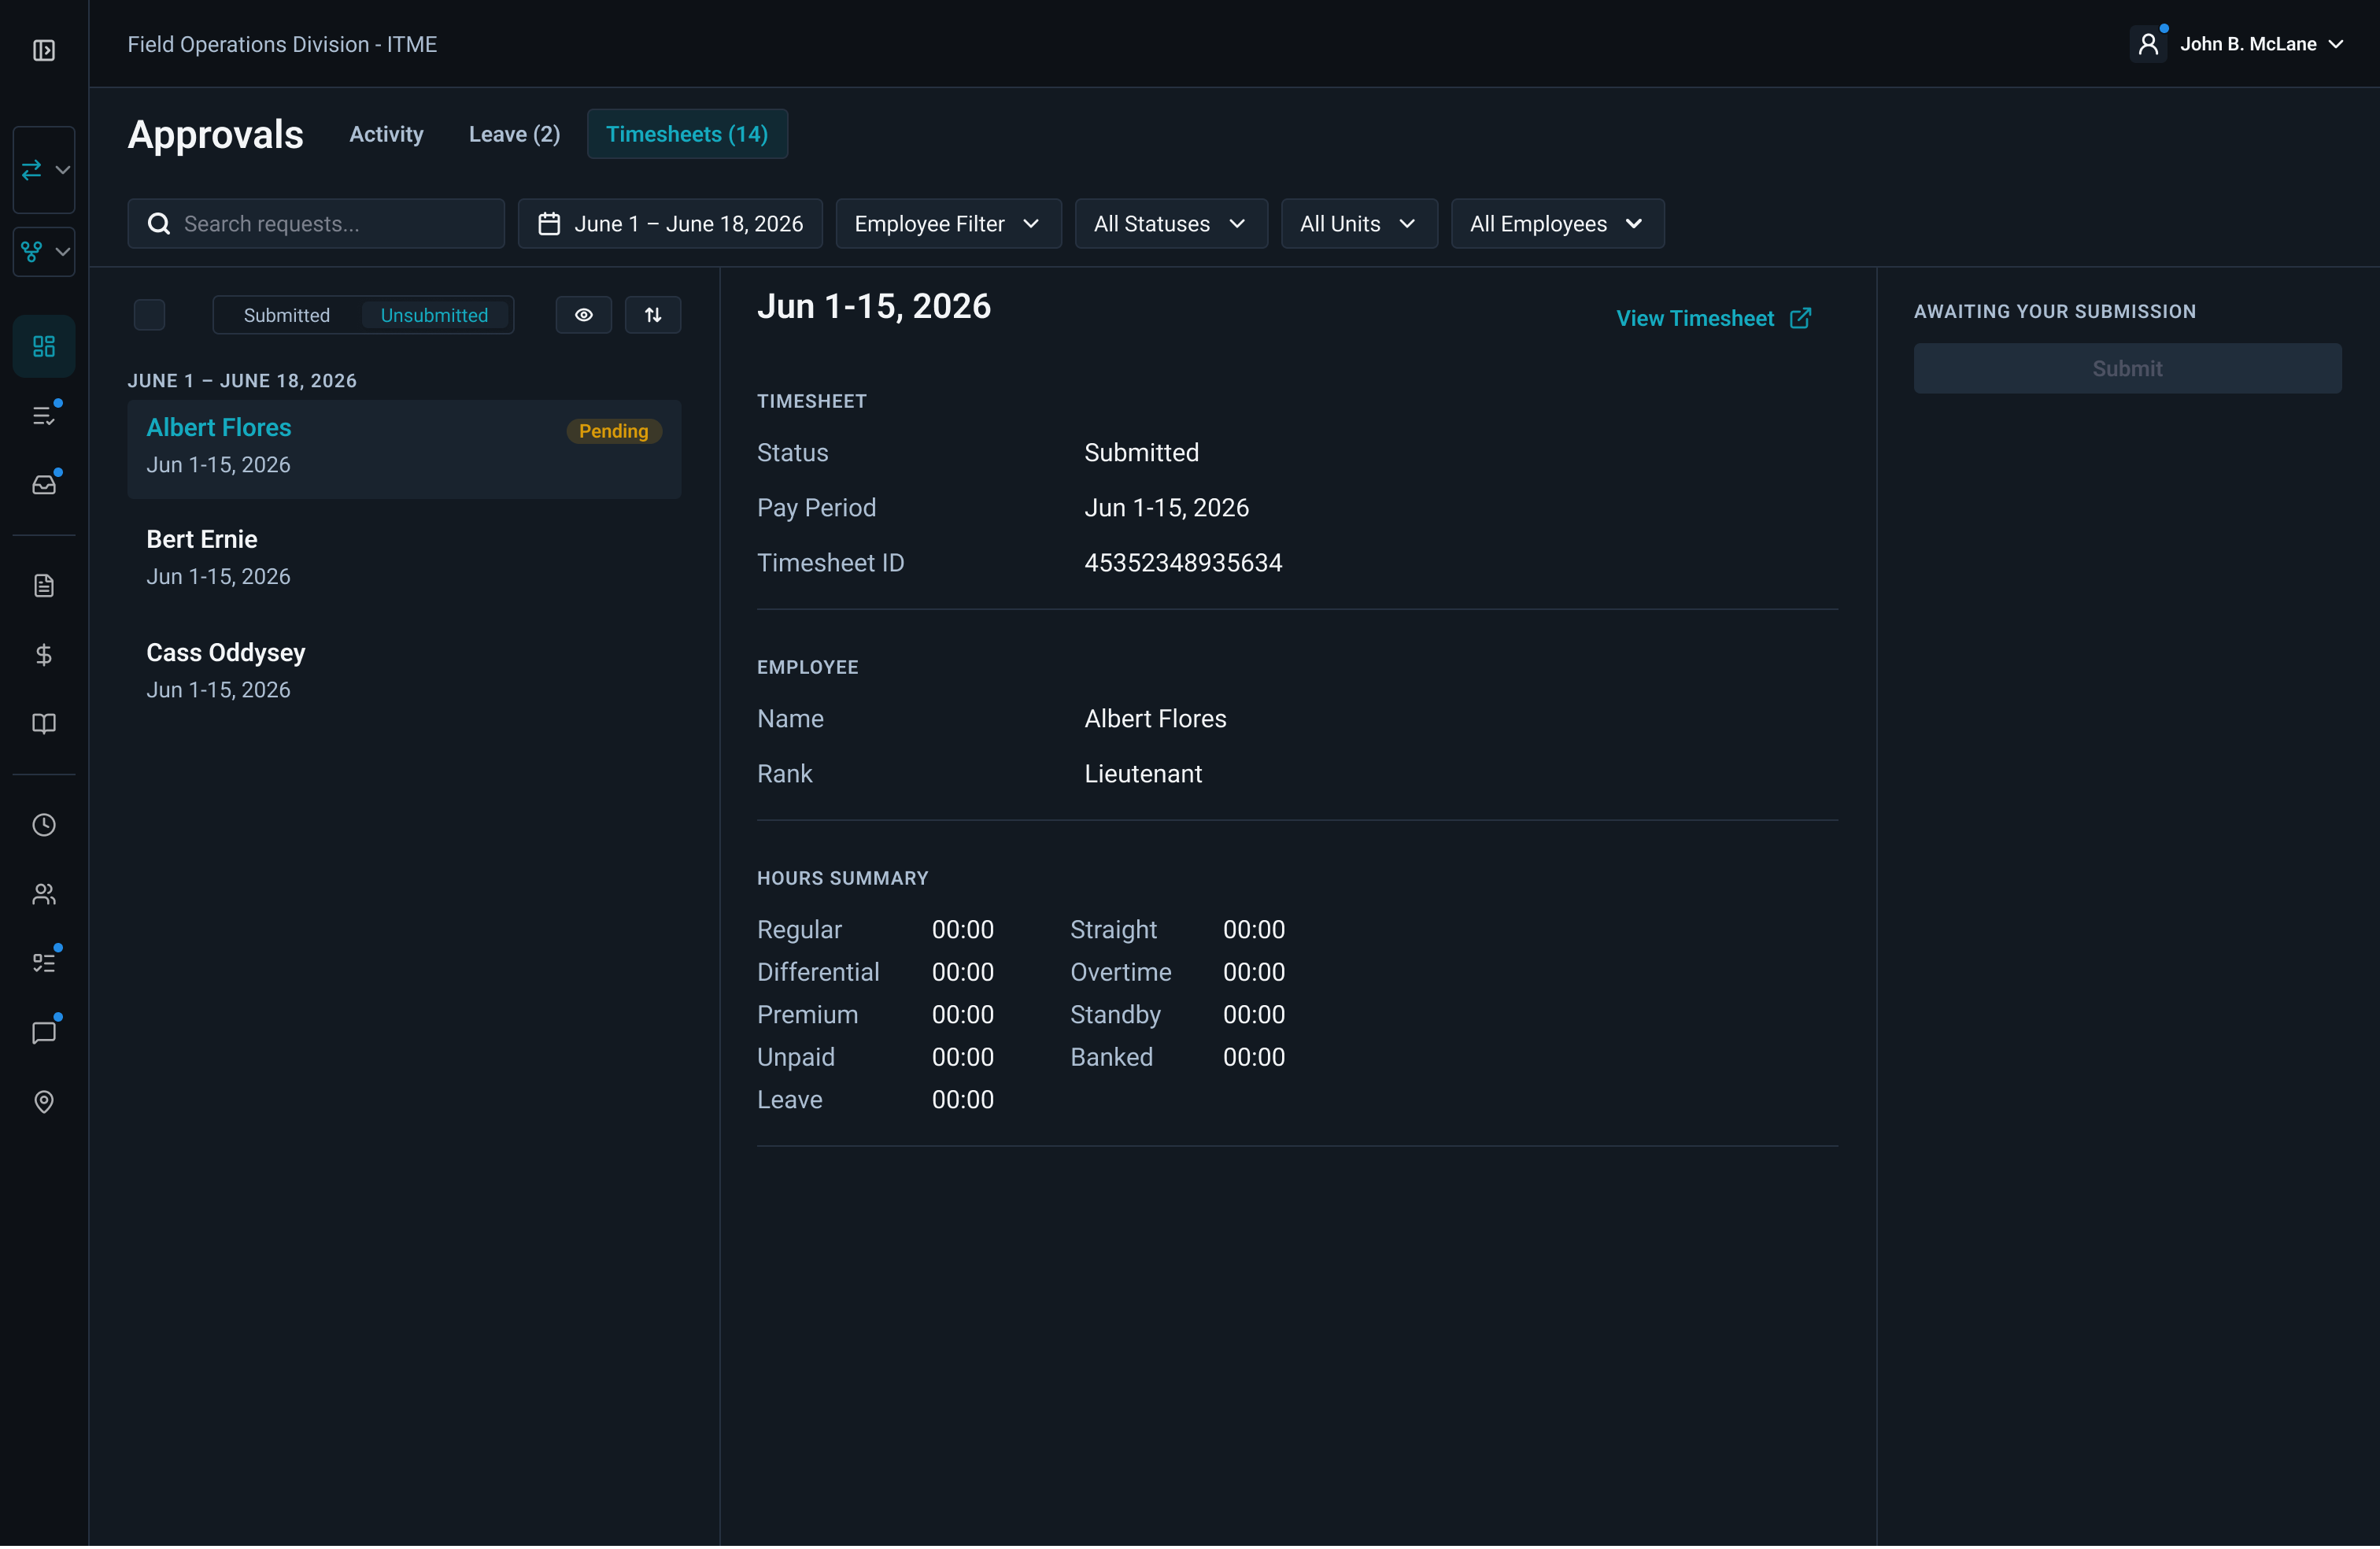 Field Operations Division - ITME
John B. McLane
Approvals
Activity
Leave (2)
Timesheets (14)
Search requests...
June 1 – June 18, 2026
Employee Filter
All Statuses
All Units
All Employees
Submitted
Unsubmitted
JUNE 1 – JUNE 18, 2026
Albert Flores
Pending
Jun 1-15, 2026
Bert Ernie
Jun 1-15, 2026
Cass Oddysey
Jun 1-15, 2026
Jun 1-15, 2026
View Timesheet
TIMESHEET
Status Submitted
Pay Period Jun 1-15, 2026
Timesheet ID 45352348935634
EMPLOYEE
Name Albert Flores
Rank Lieutenant
HOURS SUMMARY
Regular 00:00 Straight 00:00
Differential 00:00 Overtime 00:00
Premium 00:00 Standby 00:00
Unpaid 00:00 Banked 00:00
Leave 00:00
AWAITING YOUR SUBMISSION
Submit